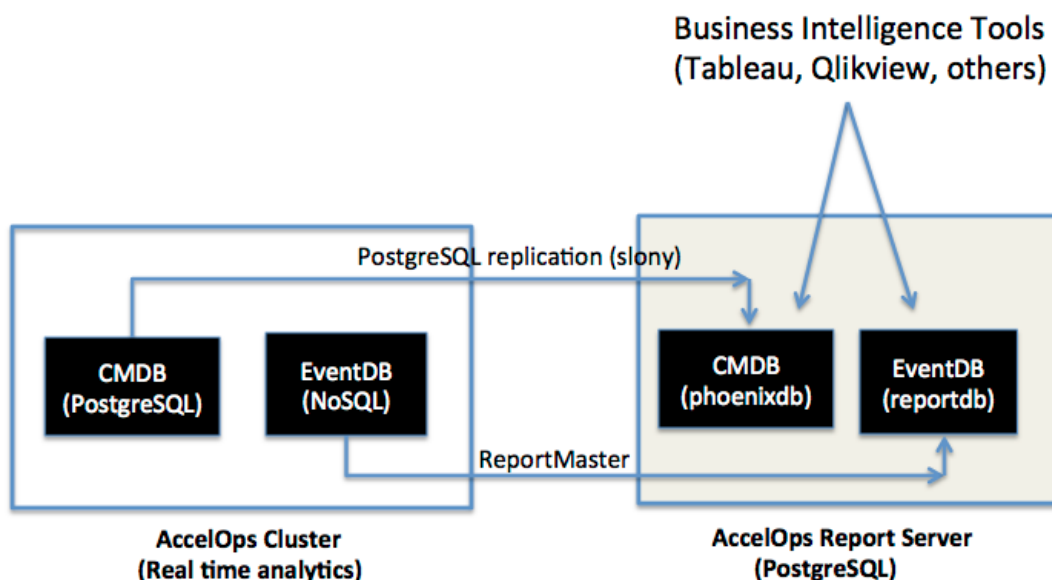 Business Intelligence Tools
(Tableau, Qlikview, others)
PostgreSQL replication (slony)
CMDB
(PostgreSQL)
EventDB
(NoSQL)
CMDB
(phoenixdb)
EventDB
(reportdb)
ReportMaster
AccelOps Cluster
(Real time analytics)
AccelOps Report Server
(PostgreSQL)